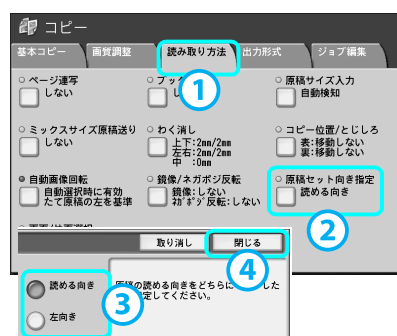 コピー
基本コピー 画質調整 読み取り方法 出力形式 ジョブ編集
ページ連写
しない
原稿サイズ入力
自動検知
1
ミックスサイズ原稿送り
しない
わく消し
上下:2mm/2mm
左右:2mm/2mm
中 :0mm
コピー位置/とじしろ
表:移動しない
裏:移動しない
自動画像回転
自動選択時に有効
たて原稿の左を基準
鏡像/ネガポジ反転
鏡像:しない
ネガポジ反転:しない
原稿セット向き指定
読める向き
2
取り消し 閉じる
4
読める向き
左向き
3
の読める向きをどちらに した
定してください。